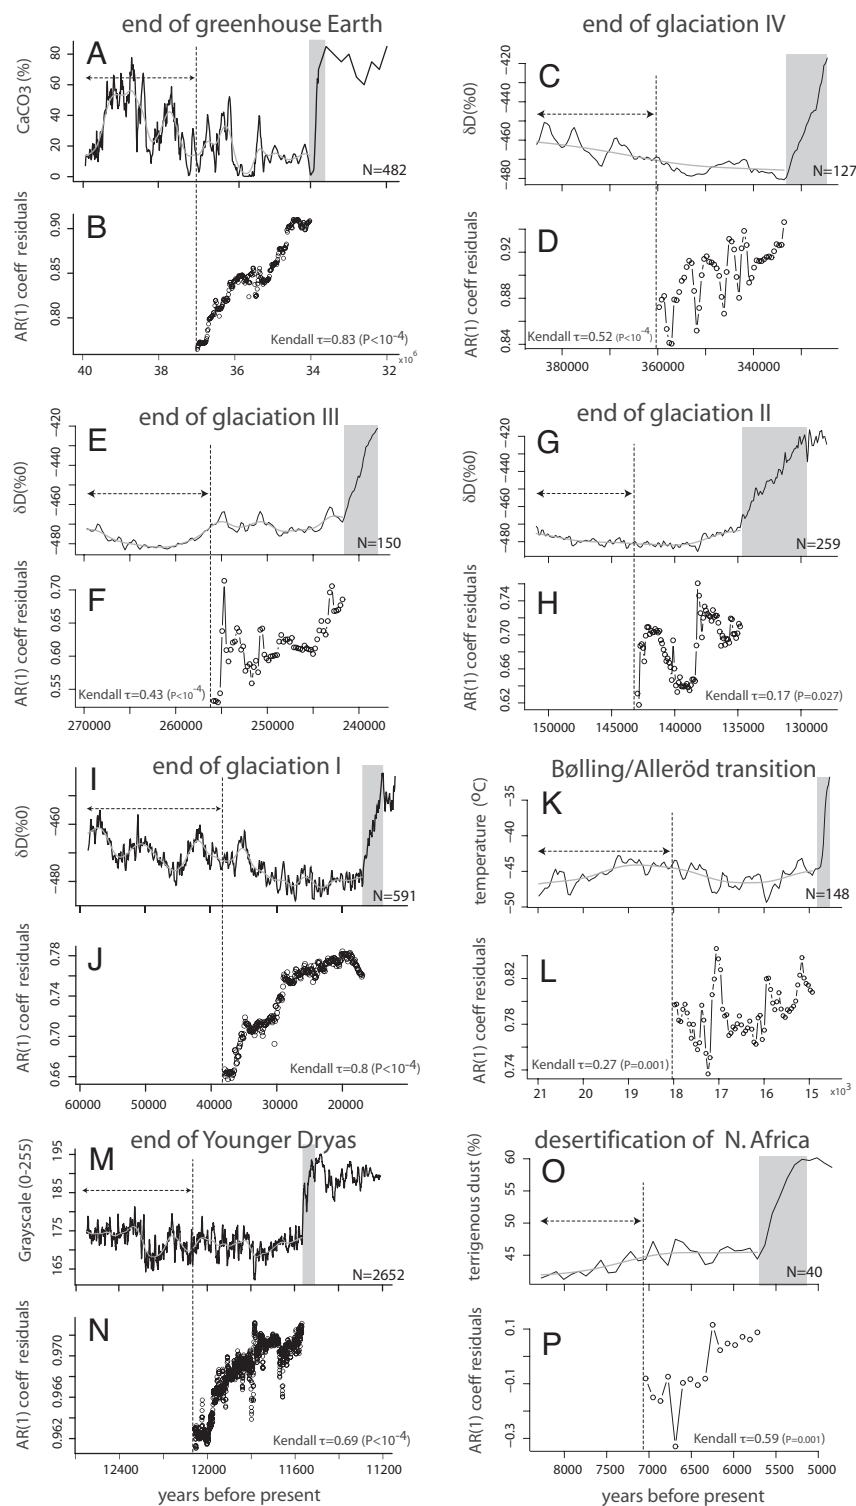 end of greenhouse Earth
A
CaCO3 (%)
80
60
40
20
0
N=482
B
AR(1) coeff residuals
0.90
0.85
0.80
Kendall τ=0.83 (P<10⁻⁴)
40 38 36 34 32
x10⁶
end of glaciation IV
C
δD(%0)
−420
−440
−460
−480
N=127
D
AR(1) coeff residuals
0.92
0.88
0.84
Kendall τ=0.52 (P<10⁻⁴)
380000 360000 340000
end of glaciation III
E
δD(%0)
−420
−440
−460
−480
N=150
F
AR(1) coeff residuals
0.70
0.65
0.60
0.55
Kendall τ=0.43 (P<10⁻⁴)
270000 260000 250000 240000
end of glaciation II
G
δD(%0)
−420
−440
−460
−480
N=259
H
AR(1) coeff residuals
0.74
0.70
0.66
0.62
Kendall τ=0.17 (P=0.027)
150000 145000 140000 135000 130000
end of glaciation I
I
δD(%0)
−460
−480
N=591
J
AR(1) coeff residuals
0.78
0.74
0.70
0.66
Kendall τ=0.8 (P<10⁻⁴)
60000 50000 40000 30000 20000
Bølling/Alleröd transition
K
temperature (°C)
−35
−40
−45
−50
N=148
L
AR(1) coeff residuals
0.82
0.78
0.74
Kendall τ=0.27 (P=0.001)
21 20 19 18 17 16 15 x10³
end of Younger Dryas
M
Grayscale (0-255)
195
185
175
165
N=2652
N
AR(1) coeff residuals
0.970
0.966
0.962
Kendall τ=0.69 (P<10⁻⁴)
12400 12000 11600 11200
years before present
desertification of N. Africa
O
terrigenous dust (%)
60
55
50
45
N=40
P
AR(1) coeff residuals
0.1
−0.1
−0.3
Kendall τ=0.59 (P=0.001)
8000 7000 6000 5000 5000 4000
years before present